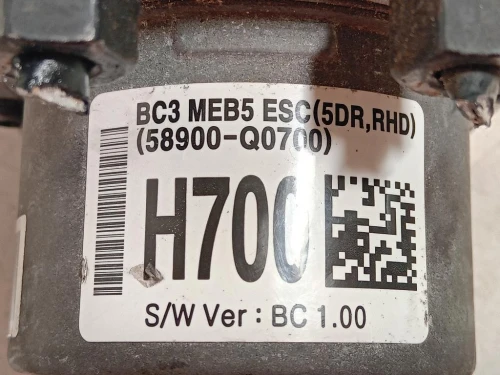 BC3 MEB5 ESC(5DR,RHD)
(58900-Q0700)
H700
S/W Ver : BC 1.00